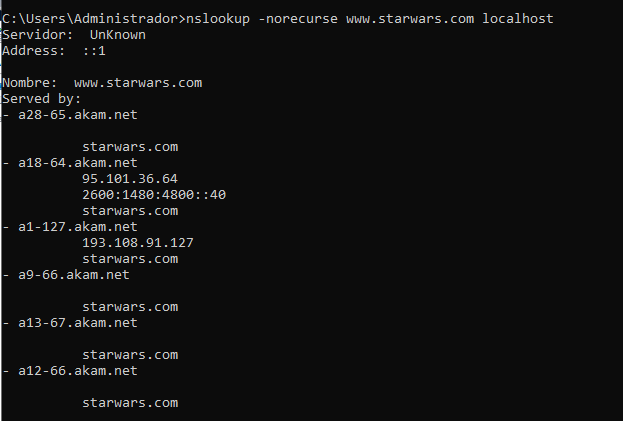 C:\Users\Administrador>nslookup -norecurse www.starwars.com localhost
Servidor:  UnKnown
Address:  ::1

Nombre:  www.starwars.com
Served by:
- a28-65.akam.net

          starwars.com
- a18-64.akam.net
          95.101.36.64
          2600:1480:4800::40
          starwars.com
- a1-127.akam.net
          193.108.91.127
          starwars.com
- a9-66.akam.net

          starwars.com
- a13-67.akam.net

          starwars.com
- a12-66.akam.net

          starwars.com